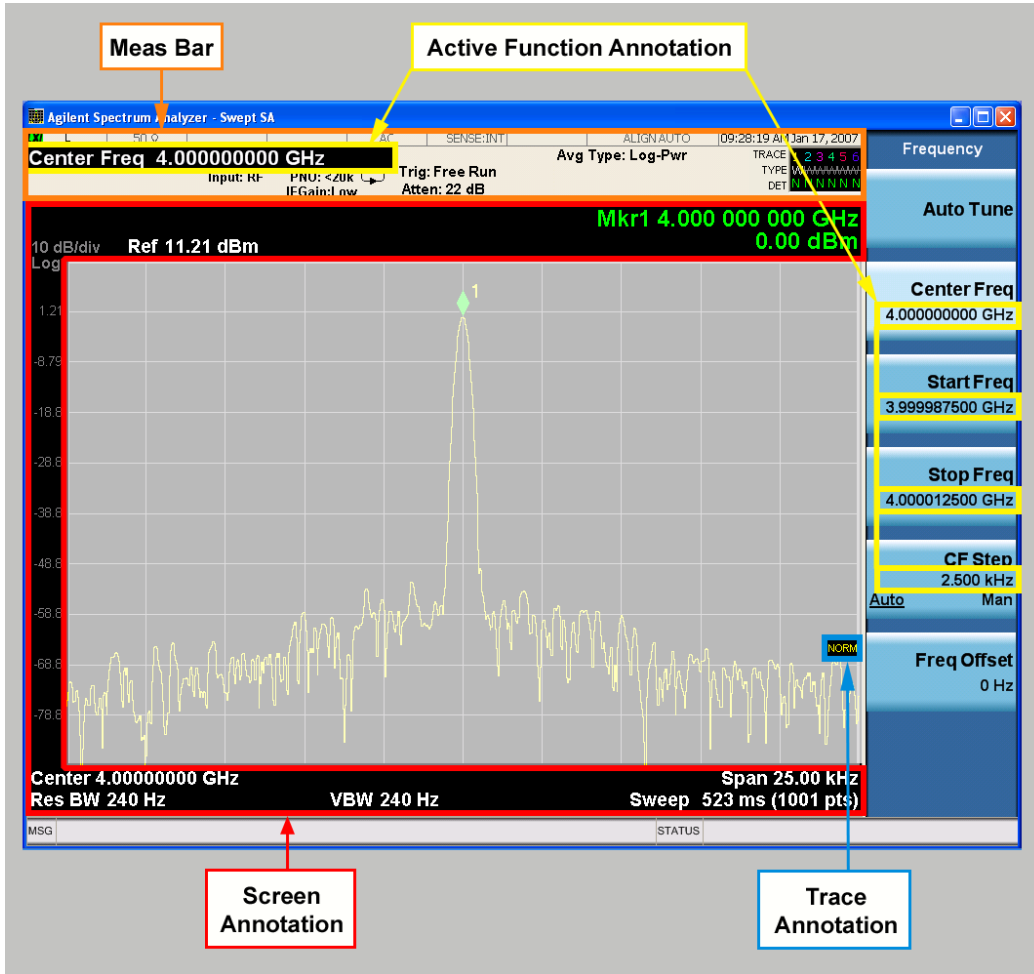 Meas Bar
Active Function Annotation
Agilent Spectrum Analyzer - Swept SA
L 50 Ω AC SENSE:INT ALIGN AUTO 09:28:19 AM Jan 17, 2007
Center Freq 4.000000000 GHz
Input: RF
PNO: <20k
IFGain:Low
Trig: Free Run
Atten: 22 dB
Avg Type: Log-Pwr
TRACE 1 2 3 4 5 6
TYPE
DET N N N N N N
Mkr1 4.000 000 000 GHz
0.00 dBm
10 dB/div Ref 11.21 dBm
Log
1
1.21
-8.79
-18.8
-28.8
-38.8
-48.8
-58.8
-68.8
-78.8
NORM
Center 4.00000000 GHz Span 25.00 kHz
Res BW 240 Hz VBW 240 Hz Sweep 523 ms (1001 pts)
MSG STATUS
Frequency
Auto Tune
Center Freq
4.000000000 GHz
Start Freq
3.999987500 GHz
Stop Freq
4.000012500 GHz
CF Step
2.500 kHz
Auto Man
Freq Offset
0 Hz
Screen
Annotation
Trace
Annotation